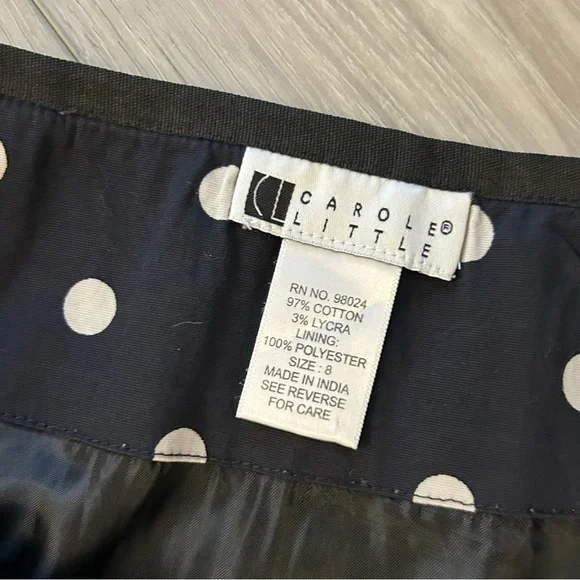 CL CAROLE®
LITTLE
RN NO. 98024
97% COTTON
3% LYCRA
LINING:
100% POLYESTER
SIZE : 8
MADE IN INDIA
SEE REVERSE
FOR CARE